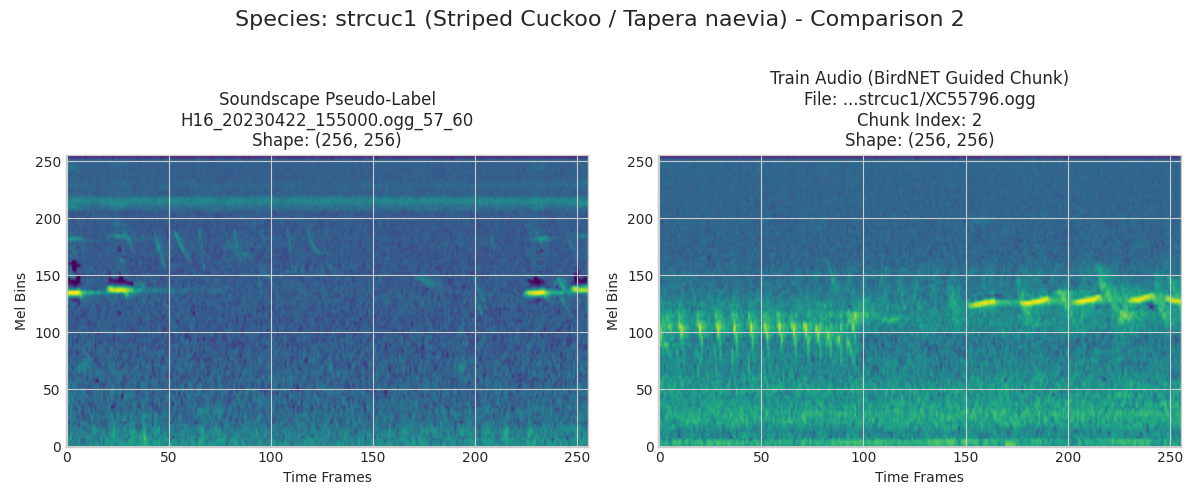 Species: strcuc1 (Striped Cuckoo / Tapera naevia) - Comparison 2
Soundscape Pseudo-Label
H16_20230422_155000.ogg_57_60
Shape: (256, 256)
250
200
150
100
50
0
Mel Bins
0 50 100 150 200 250
Time Frames
Train Audio (BirdNET Guided Chunk)
File: ...strcuc1/XC55796.ogg
Chunk Index: 2
Shape: (256, 256)
250
200
150
100
50
0
Mel Bins
0 50 100 150 200 250
Time Frames